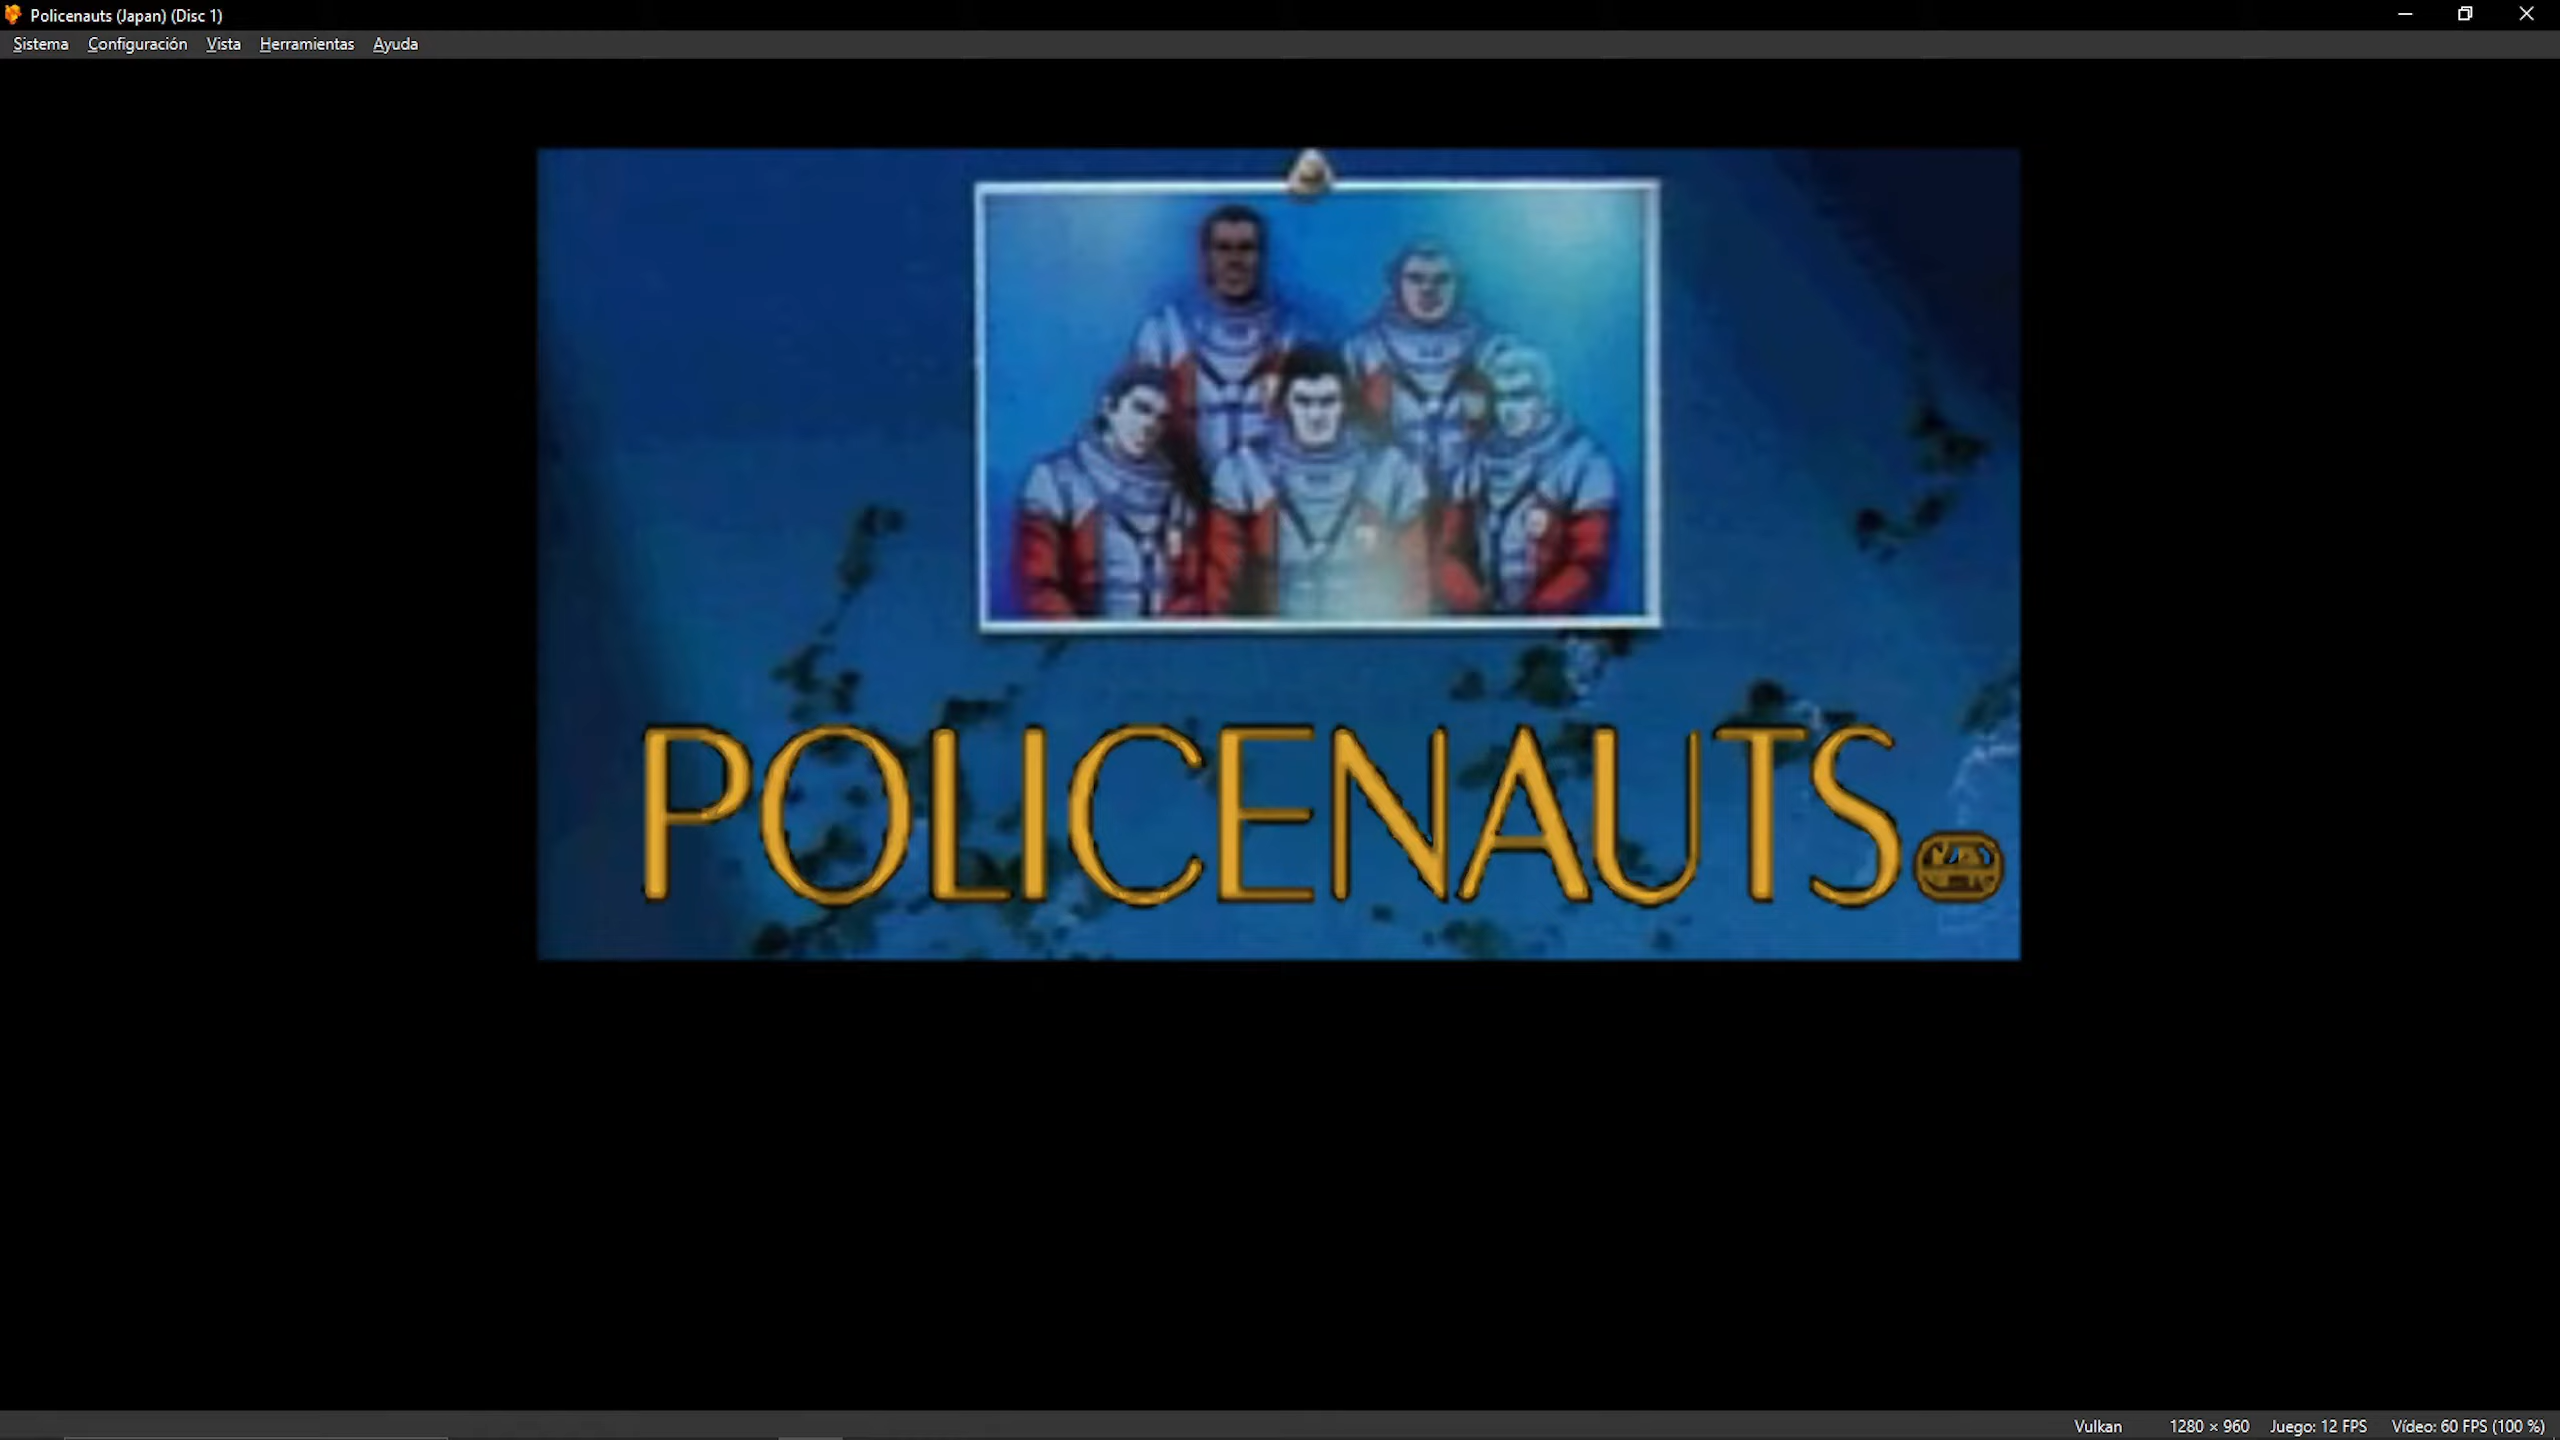 Policenauts (Japan) (Disc 1)
Sistema Configuración Vista Herramientas Ayuda
POLICENAUTS
Vulkan 1280 × 960 Juego: 12 FPS Vídeo: 60 FPS (100 %)